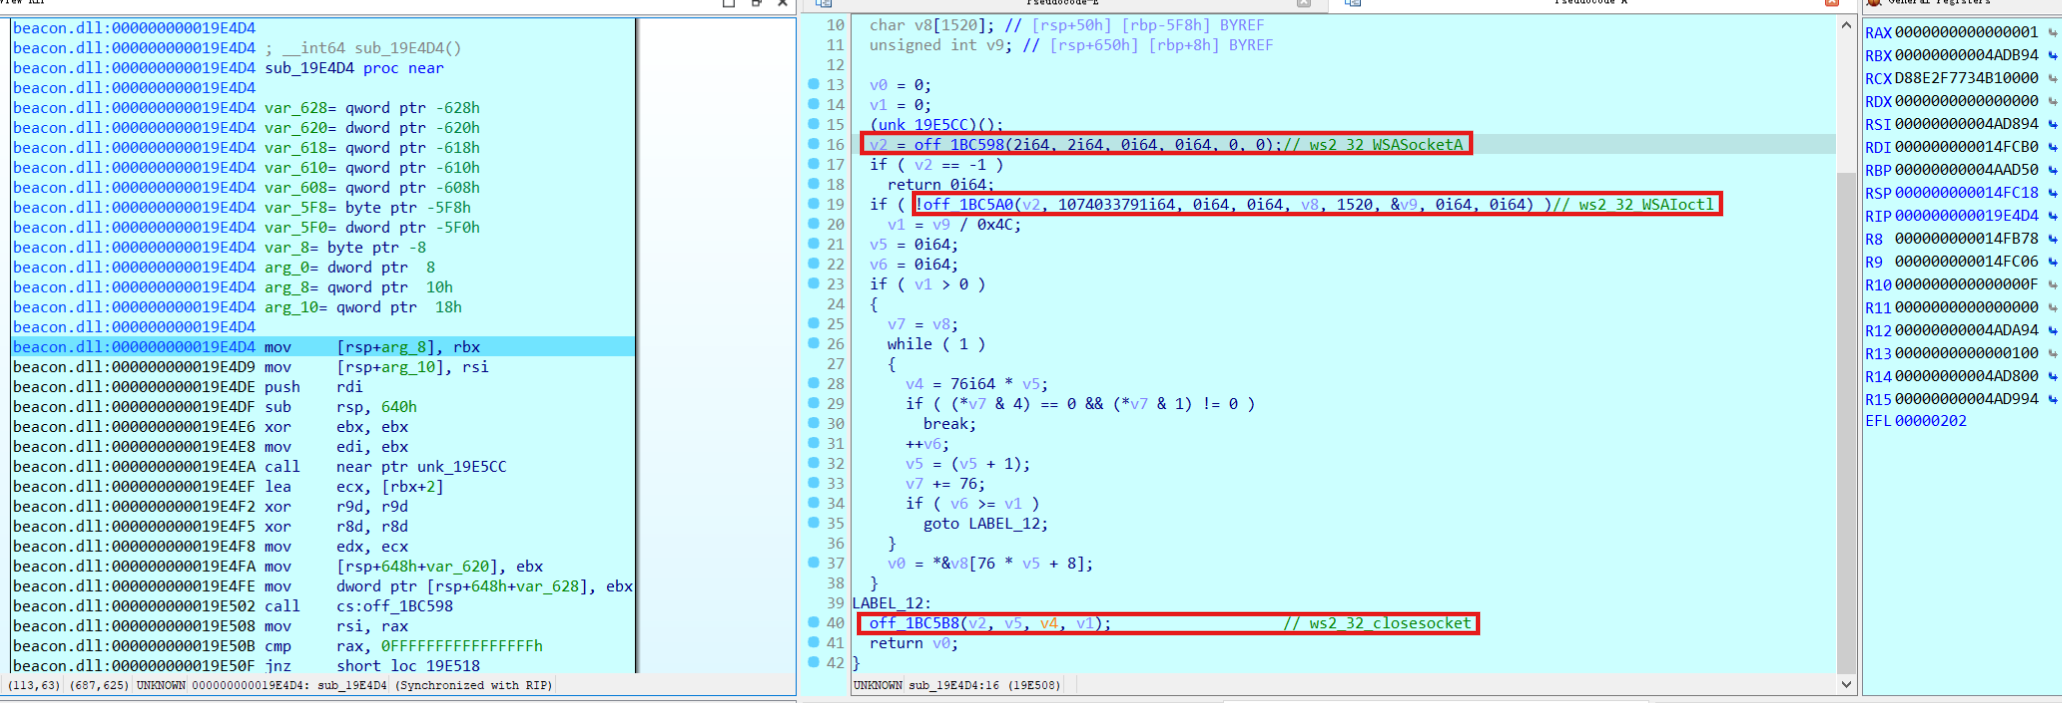 Pseudocode-E
Pseudocode-A
General registers
beacon.dll:000000000019E4D4
beacon.dll:000000000019E4D4 ; __int64 sub_19E4D4()
beacon.dll:000000000019E4D4 sub_19E4D4 proc near
beacon.dll:000000000019E4D4
beacon.dll:000000000019E4D4 var_628= qword ptr -628h
beacon.dll:000000000019E4D4 var_620= dword ptr -620h
beacon.dll:000000000019E4D4 var_618= qword ptr -618h
beacon.dll:000000000019E4D4 var_610= qword ptr -610h
beacon.dll:000000000019E4D4 var_608= qword ptr -608h
beacon.dll:000000000019E4D4 var_5F8= byte ptr -5F8h
beacon.dll:000000000019E4D4 var_5F0= dword ptr -5F0h
beacon.dll:000000000019E4D4 var_8= byte ptr -8
beacon.dll:000000000019E4D4 arg_0= dword ptr  8
beacon.dll:000000000019E4D4 arg_8= qword ptr  10h
beacon.dll:000000000019E4D4 arg_10= qword ptr  18h
beacon.dll:000000000019E4D4
beacon.dll:000000000019E4D4 mov     [rsp+arg_8], rbx
beacon.dll:000000000019E4D9 mov     [rsp+arg_10], rsi
beacon.dll:000000000019E4DE push    rdi
beacon.dll:000000000019E4DF sub     rsp, 640h
beacon.dll:000000000019E4E6 xor     ebx, ebx
beacon.dll:000000000019E4E8 mov     edi, ebx
beacon.dll:000000000019E4EA call    near ptr unk_19E5CC
beacon.dll:000000000019E4EF lea     ecx, [rbx+2]
beacon.dll:000000000019E4F2 xor     r9d, r9d
beacon.dll:000000000019E4F5 xor     r8d, r8d
beacon.dll:000000000019E4F8 mov     edx, ecx
beacon.dll:000000000019E4FA mov     [rsp+648h+var_620], ebx
beacon.dll:000000000019E4FE mov     dword ptr [rsp+648h+var_628], ebx
beacon.dll:000000000019E502 call    cs:off_1BC598
beacon.dll:000000000019E508 mov     rsi, rax
beacon.dll:000000000019E50B cmp     rax, 0FFFFFFFFFFFFFFFFh
beacon.dll:000000000019E50F jnz     short loc_19E518
(113,63) (687,625) UNKNOWN 000000000019E4D4: sub_19E4D4 (Synchronized with RIP)
10 char v8[1520]; // [rsp+50h] [rbp-5F8h] BYREF
11 unsigned int v9; // [rsp+650h] [rbp+8h] BYREF
12
13 v0 = 0;
14 v1 = 0;
15 (unk_19E5CC)();
16 v2 = off_1BC598(2i64, 2i64, 0i64, 0i64, 0, 0);// ws2_32_WSASocketA
17 if ( v2 == -1 )
18 return 0i64;
19 if ( !off_1BC5A0(v2, 1074033791i64, 0i64, 0i64, v8, 1520, &v9, 0i64, 0i64) )// ws2_32_WSAIoctl
20 v1 = v9 / 0x4C;
21 v5 = 0i64;
22 v6 = 0i64;
23 if ( v1 > 0 )
24 {
25 v7 = v8;
26 while ( 1 )
27 {
28 v4 = 76i64 * v5;
29 if ( (*v7 & 4) == 0 && (*v7 & 1) != 0 )
30 break;
31 ++v6;
32 v5 = (v5 + 1);
33 v7 += 76;
34 if ( v6 >= v1 )
35 goto LABEL_12;
36 }
37 v0 = *&v8[76 * v5 + 8];
38 }
39 LABEL_12:
40 off_1BC5B8(v2, v5, v4, v1); // ws2_32_closesocket
41 return v0;
42 }
UNKNOWN sub_19E4D4:16 (19E508)
RAX 0000000000000001
RBX 00000000004ADB94
RCX D88E2F7734B10000
RDX 0000000000000000
RSI 00000000004AD894
RDI 000000000014FCB0
RBP 00000000004AAD50
RSP 000000000014FC18
RIP 000000000019E4D4
R8 000000000014FB78
R9 000000000014FC06
R10 000000000000000F
R11 0000000000000000
R12 00000000004ADA94
R13 0000000000000100
R14 00000000004AD800
R15 00000000004AD994
EFL 00000202